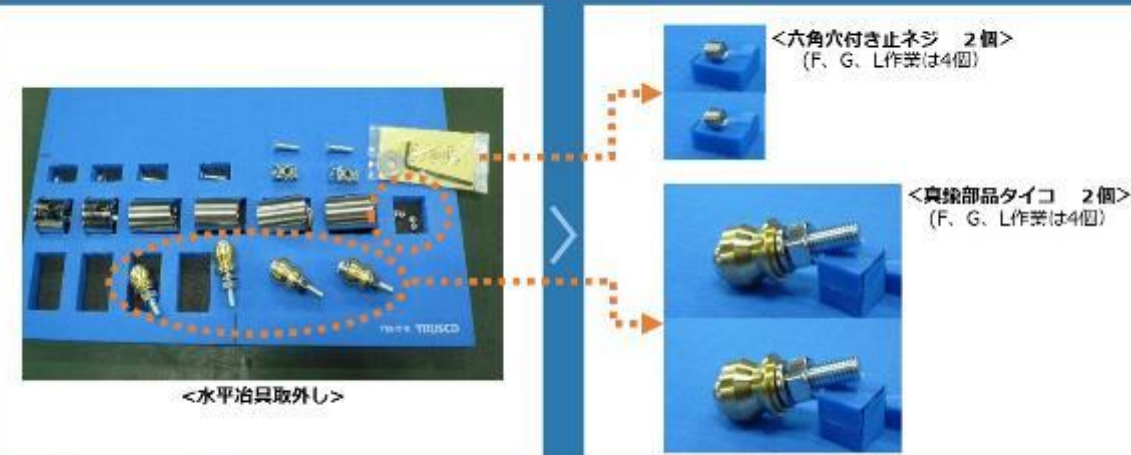 <六角穴付き止ネジ　２個>
(F、G、L作業は4個)
<真鍮部品タイコ　２個>
(F、G、L作業は4個)
TRUSCO
<水平冶具取外し>